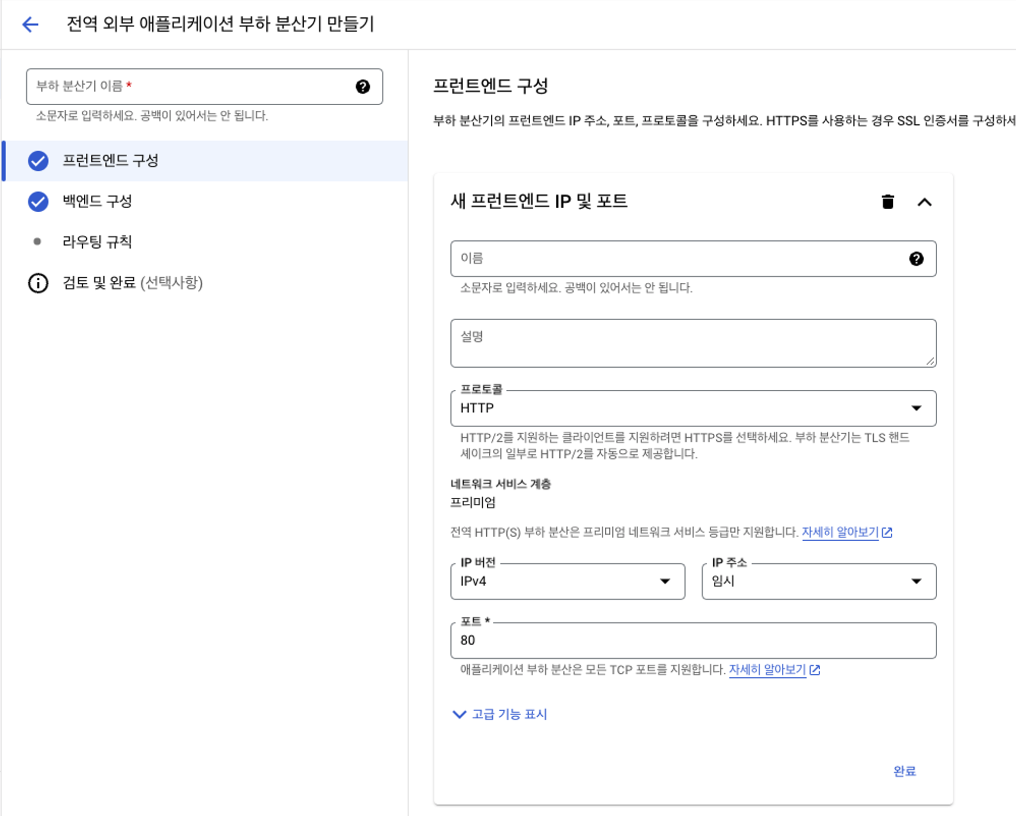 전역 외부 애플리케이션 부하 분산기 만들기
부하 분산기 이름 *
소문자로 입력하세요. 공백이 있어서는 안 됩니다.
프런트엔드 구성
백엔드 구성
라우팅 규칙
검토 및 완료 (선택사항)
프런트엔드 구성
부하 분산기의 프런트엔드 IP 주소, 포트, 프로토콜을 구성하세요. HTTPS를 사용하는 경우 SSL 인증서를 구성하세
새 프런트엔드 IP 및 포트
이름
소문자로 입력하세요. 공백이 있어서는 안 됩니다.
설명
프로토콜
HTTP
HTTP/2를 지원하는 클라이언트를 지원하려면 HTTPS를 선택하세요. 부하 분산기는 TLS 핸드
셰이크의 일부로 HTTP/2를 자동으로 제공합니다.
네트워크 서비스 계층
프리미엄
전역 HTTP(S) 부하 분산은 프리미엄 네트워크 서비스 등급만 지원합니다. 자세히 알아보기
IP 버전
IPv4
IP 주소
임시
포트 *
80
애플리케이션 부하 분산은 모든 TCP 포트를 지원합니다. 자세히 알아보기
고급 기능 표시
완료